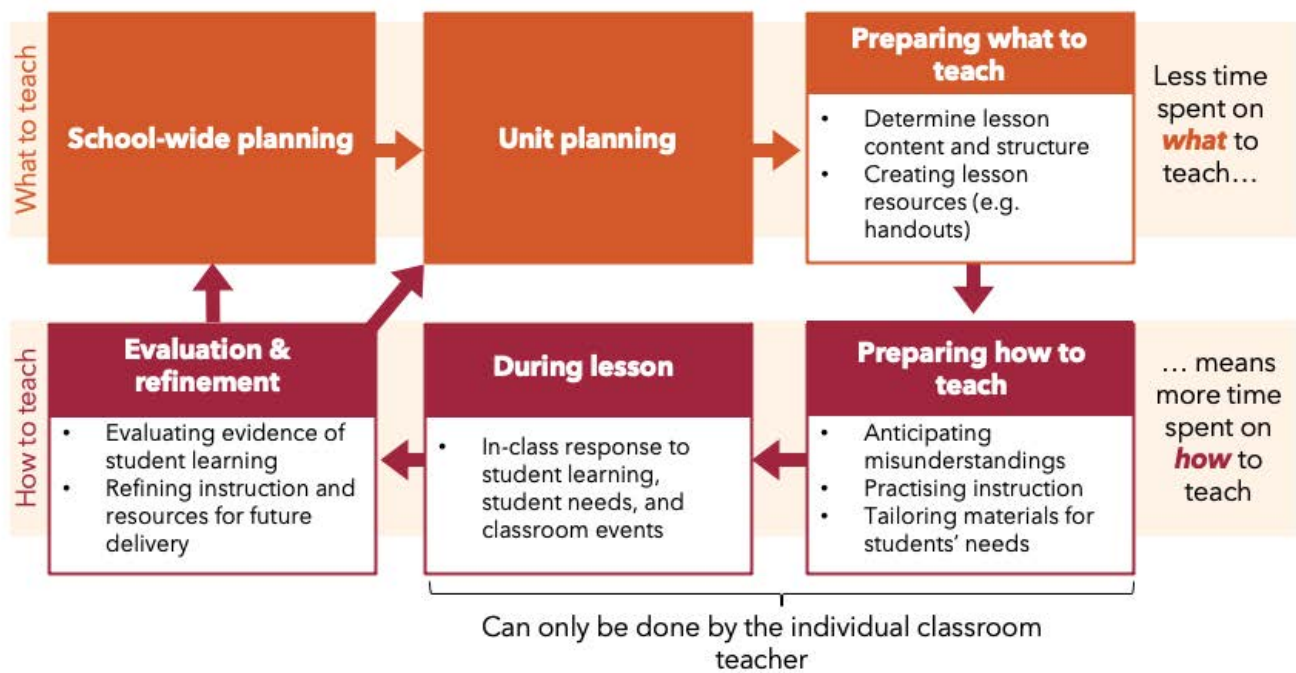 What to teach
School-wide planning
Unit planning
Preparing what to
teach
• Determine lesson
content and structure
• Creating lesson
resources (e.g.
handouts)
Less time
spent on
what to
teach…
How to teach
Evaluation &
refinement
• Evaluating evidence of
student learning
• Refining instruction and
resources for future
delivery
During lesson
• In-class response to
student learning,
student needs, and
classroom events
Preparing how to
teach
• Anticipating
misunderstandings
• Practising instruction
• Tailoring materials for
students’ needs
… means
more time
spent on
how to
teach
Can only be done by the individual classroom
teacher